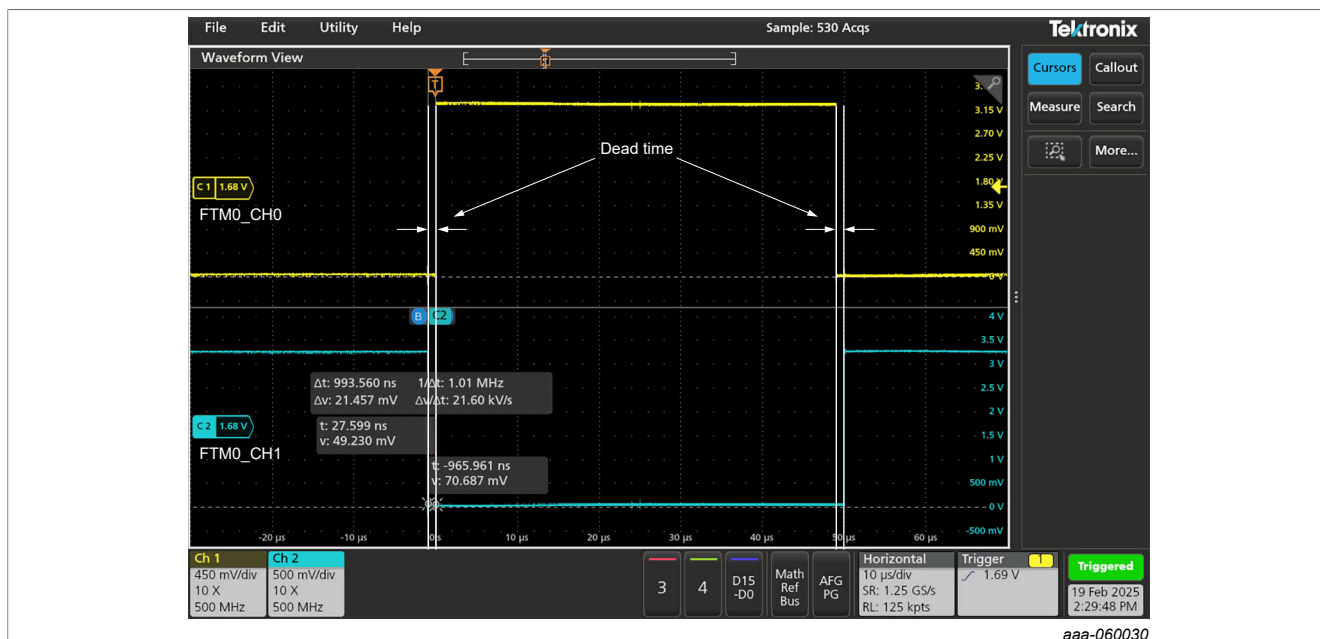 File Edit Utility Help Sample: 530 Acqs Tektronix
Waveform View
Cursors Callout
Measure Search
More...
T
3.15 V
2.70 V
2.25 V
1.80 V
1.35 V
900 mV
450 mV
0 V
Dead time
C 1 1.68 V
FTM0_CH0
B C2
4 V
3.5 V
3 V
2.5 V
2 V
1.5 V
1 V
500 mV
0 V
-500 mV
Δt: 993.560 ns 1/Δt: 1.01 MHz
Δv: 21.457 mV Δv/Δt: 21.60 kV/s
C 2 1.68 V
t: 27.599 ns
v: 49.230 mV
FTM0_CH1
t: -965.961 ns
v: 70.687 mV
-20 µs -10 µs 0s 10 µs 20 µs 30 µs 40 µs 50 µs 60 µs
Ch 1
450 mV/div
10 X
500 MHz
Ch 2
500 mV/div
10 X
500 MHz
3
4
D15
-D0
Math
Ref
Bus
AFG
PG
Horizontal
10 µs/div
SR: 1.25 GS/s
RL: 125 kpts
Trigger 1
1.69 V
Triggered
19 Feb 2025
2:29:48 PM
aaa-060030